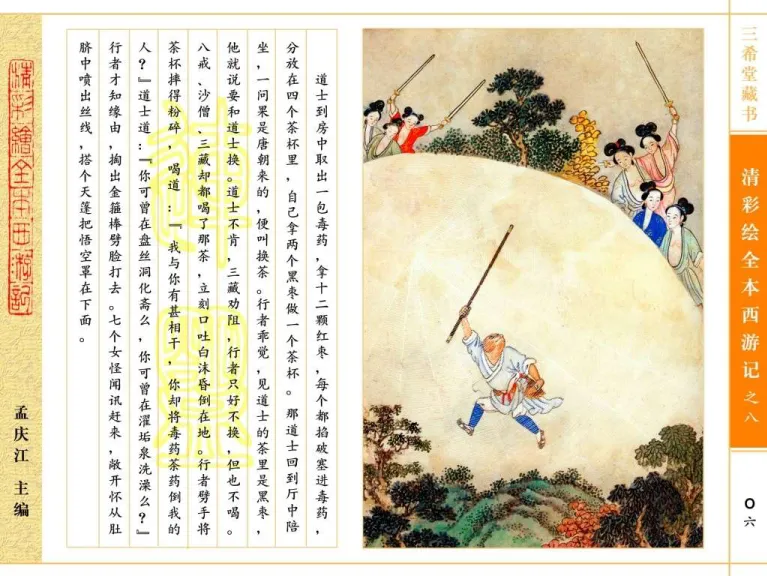 三希堂藏书
清彩绘全本西游记之八
〇六
道士到房中取出一包毒药，拿十二颗红枣，每个都掐破塞进毒药，
分放在四个茶杯里，自己拿两个黑枣做一个茶杯。那道士回到厅中陪
坐，一问果是唐朝来的，便叫换茶。行者乖觉，见道士的茶里是黑枣，
他就说要和道士换。道士不肯，三藏劝阻，行者只好不换，但也不喝。
八戒、沙僧、三藏却都喝了那茶，立刻口吐白沫昏倒在地。行者劈手将
茶杯摔得粉碎，喝道：『我与你有甚相干，你却将毒药茶药倒我的
人？』道士道：『你可曾在盘丝洞化斋么，你可曾在濯垢泉洗澡么？』
行者才知缘由，掏出金箍棒劈脸打去。七个女怪闻讯赶来，敞开怀从肚
脐中喷出丝线，搭个天篷把悟空罩在下面。
清彩繪全本西游記
孟庆江 主编